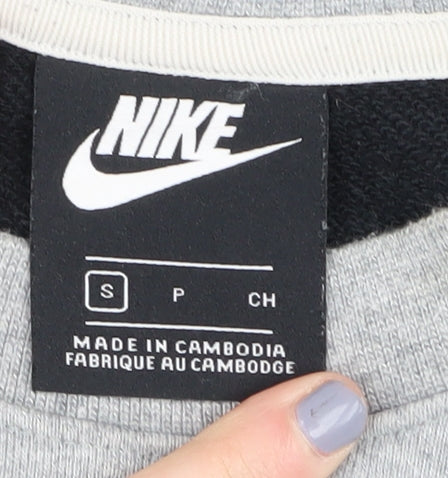 NIKE
S P CH
MADE IN CAMBODIA
FABRIQUE AU CAMBODGE